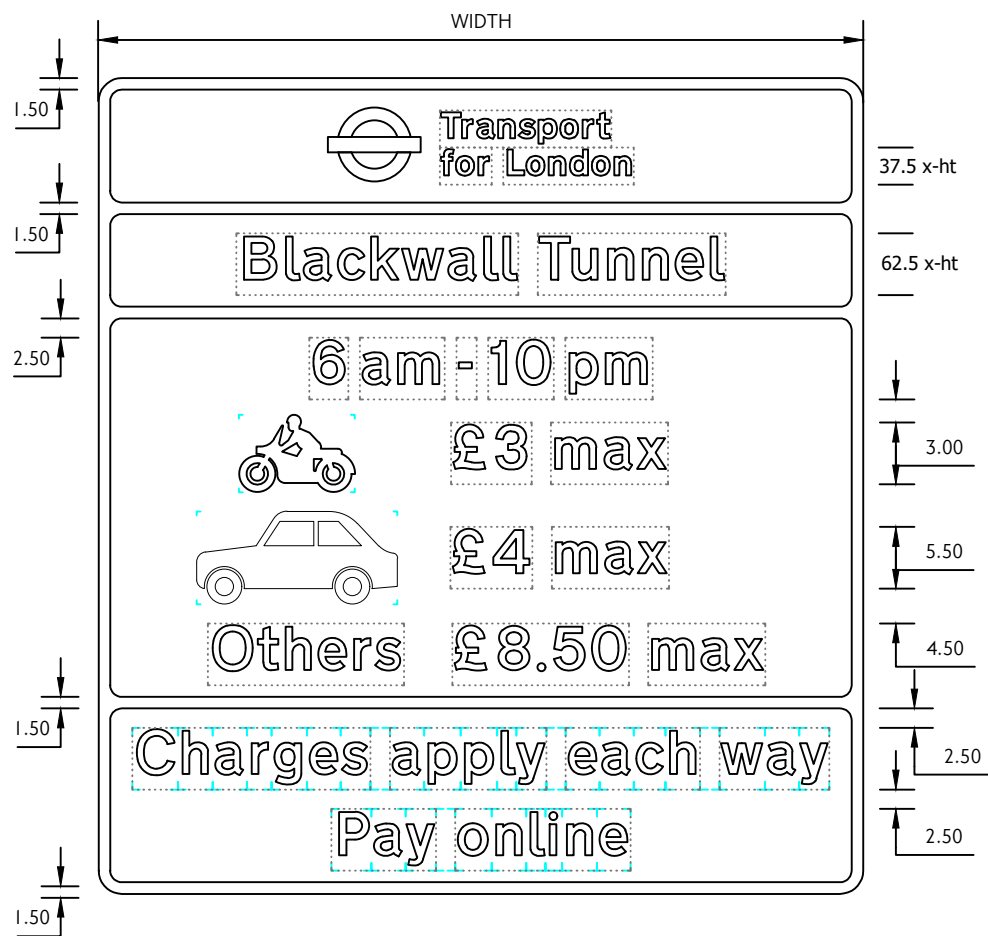 WIDTH
1.50
Transport
for London
37.5 x-ht
1.50
Blackwall Tunnel
62.5 x-ht
2.50
6 am - 10 pm
£3 max
3.00
£4 max
5.50
Others £8.50 max
4.50
1.50
Charges apply each way
2.50
Pay online
2.50
1.50